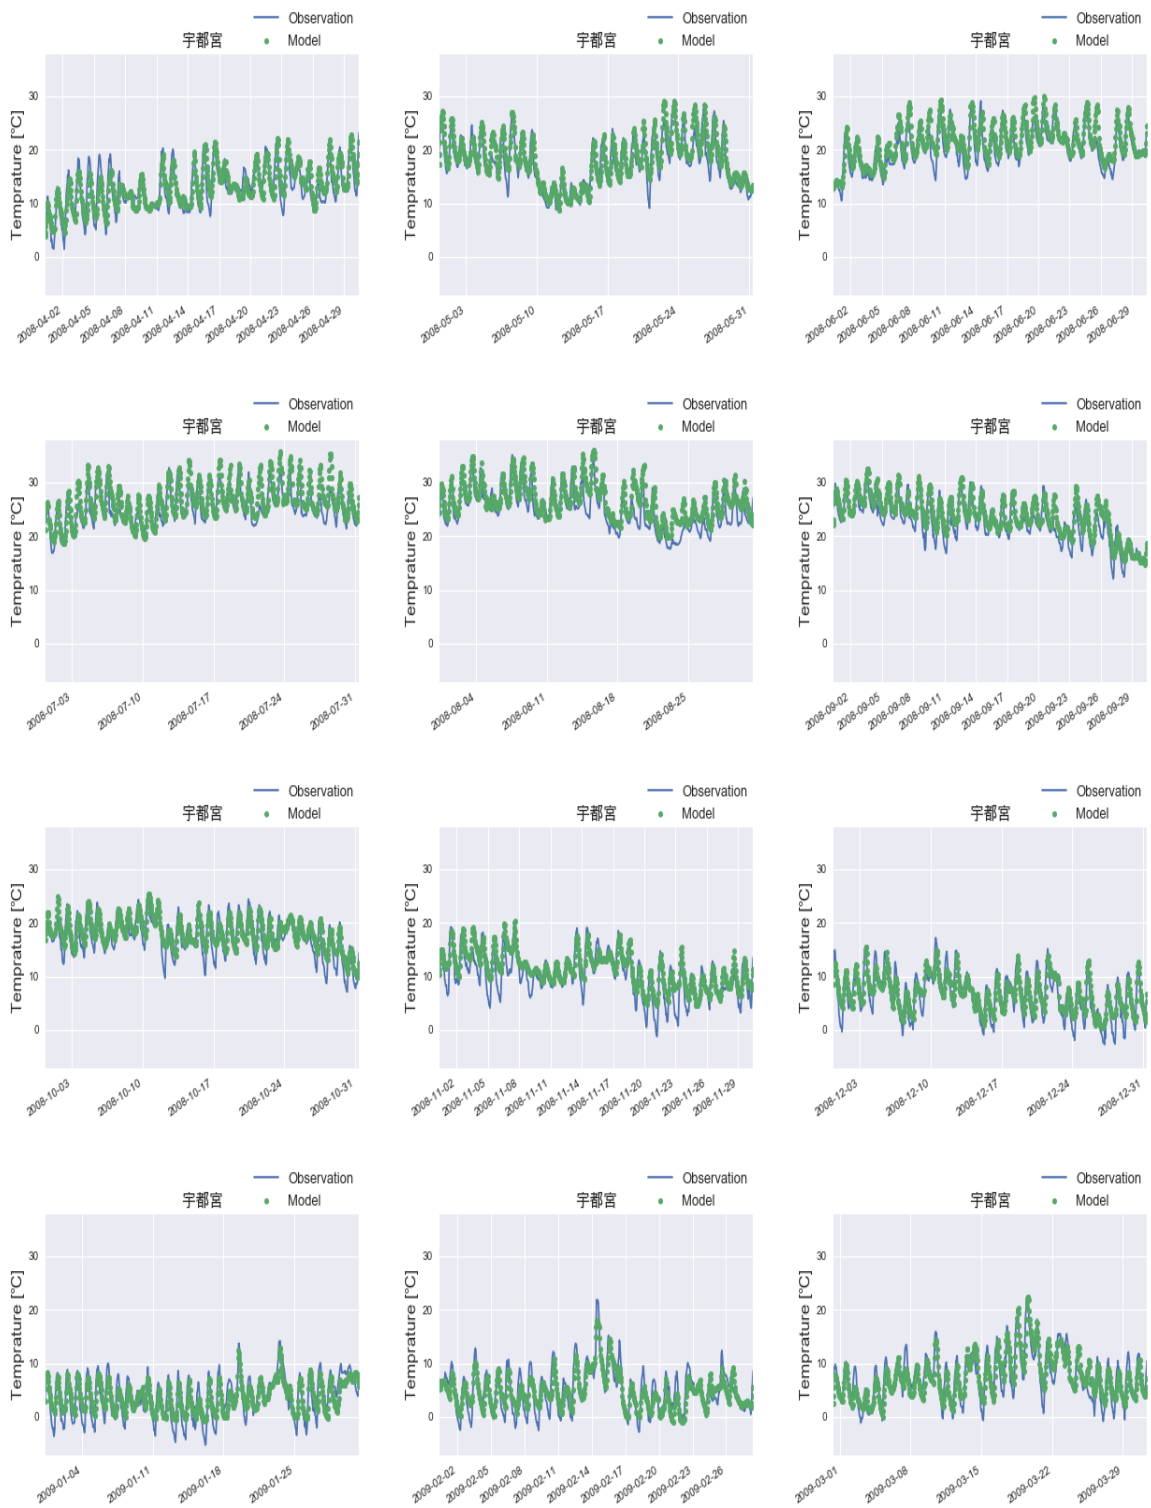 Observation
宇都宮 Model
Temprature [℃]
30
20
10
0
2008-04-02 2008-04-05 2008-04-08 2008-04-11 2008-04-14 2008-04-17 2008-04-20 2008-04-23 2008-04-26 2008-04-29
Observation
宇都宮 Model
Temprature [℃]
30
20
10
0
2008-05-03 2008-05-10 2008-05-17 2008-05-24 2008-05-31
Observation
宇都宮 Model
Temprature [℃]
30
20
10
0
2008-06-02 2008-06-05 2008-06-08 2008-06-11 2008-06-14 2008-06-17 2008-06-20 2008-06-23 2008-06-26 2008-06-29
Observation
宇都宮 Model
Temprature [℃]
30
20
10
0
2008-07-03 2008-07-10 2008-07-17 2008-07-24 2008-07-31
Observation
宇都宮 Model
Temprature [℃]
30
20
10
0
2008-08-04 2008-08-11 2008-08-18 2008-08-25
Observation
宇都宮 Model
Temprature [℃]
30
20
10
0
2008-09-02 2008-09-05 2008-09-08 2008-09-11 2008-09-14 2008-09-17 2008-09-20 2008-09-23 2008-09-26 2008-09-29
Observation
宇都宮 Model
Temprature [℃]
30
20
10
0
2008-10-03 2008-10-10 2008-10-17 2008-10-24 2008-10-31
Observation
宇都宮 Model
Temprature [℃]
30
20
10
0
2008-11-02 2008-11-05 2008-11-08 2008-11-11 2008-11-14 2008-11-17 2008-11-20 2008-11-23 2008-11-26 2008-11-29
Observation
宇都宮 Model
Temprature [℃]
30
20
10
0
2008-12-03 2008-12-10 2008-12-17 2008-12-24 2008-12-31
Observation
宇都宮 Model
Temprature [℃]
30
20
10
0
2009-01-04 2009-01-11 2009-01-18 2009-01-25
Observation
宇都宮 Model
Temprature [℃]
30
20
10
0
2009-02-02 2009-02-05 2009-02-08 2009-02-11 2009-02-14 2009-02-17 2009-02-20 2009-02-23 2009-02-26
Observation
宇都宮 Model
Temprature [℃]
30
20
10
0
2009-03-01 2009-03-08 2009-03-15 2009-03-22 2009-03-29